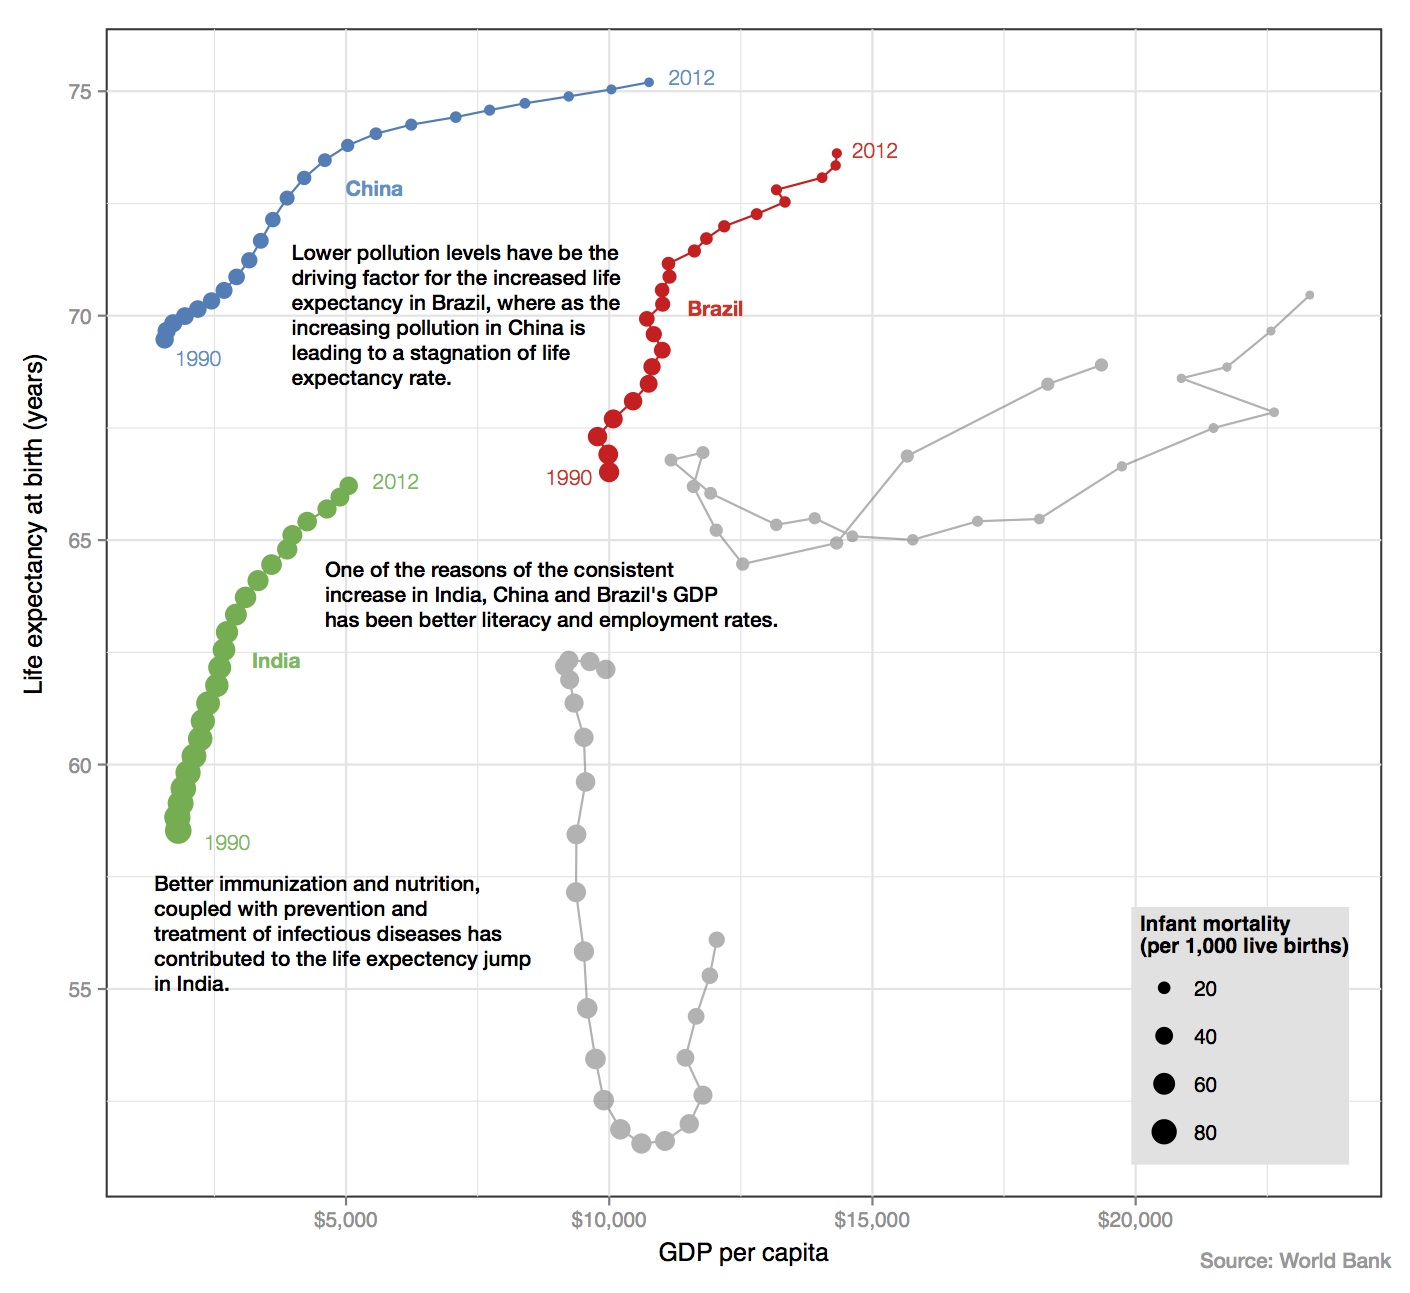 75
2012
2012
China
Lower pollution levels have be the
driving factor for the increased life
expectancy in Brazil, where as the
increasing pollution in China is
leading to a stagnation of life
expectancy rate.
Brazil
70
1990
1990
2012
65
One of the reasons of the consistent
increase in India, China and Brazil's GDP
has been better literacy and employment rates.
India
60
1990
Better immunization and nutrition,
coupled with prevention and
treatment of infectious diseases has
contributed to the life expectency jump
in India.
55
Life expectancy at birth (years)
Infant mortality
(per 1,000 live births)
20
40
60
80
$5,000
$10,000
$15,000
$20,000
GDP per capita
Source: World Bank